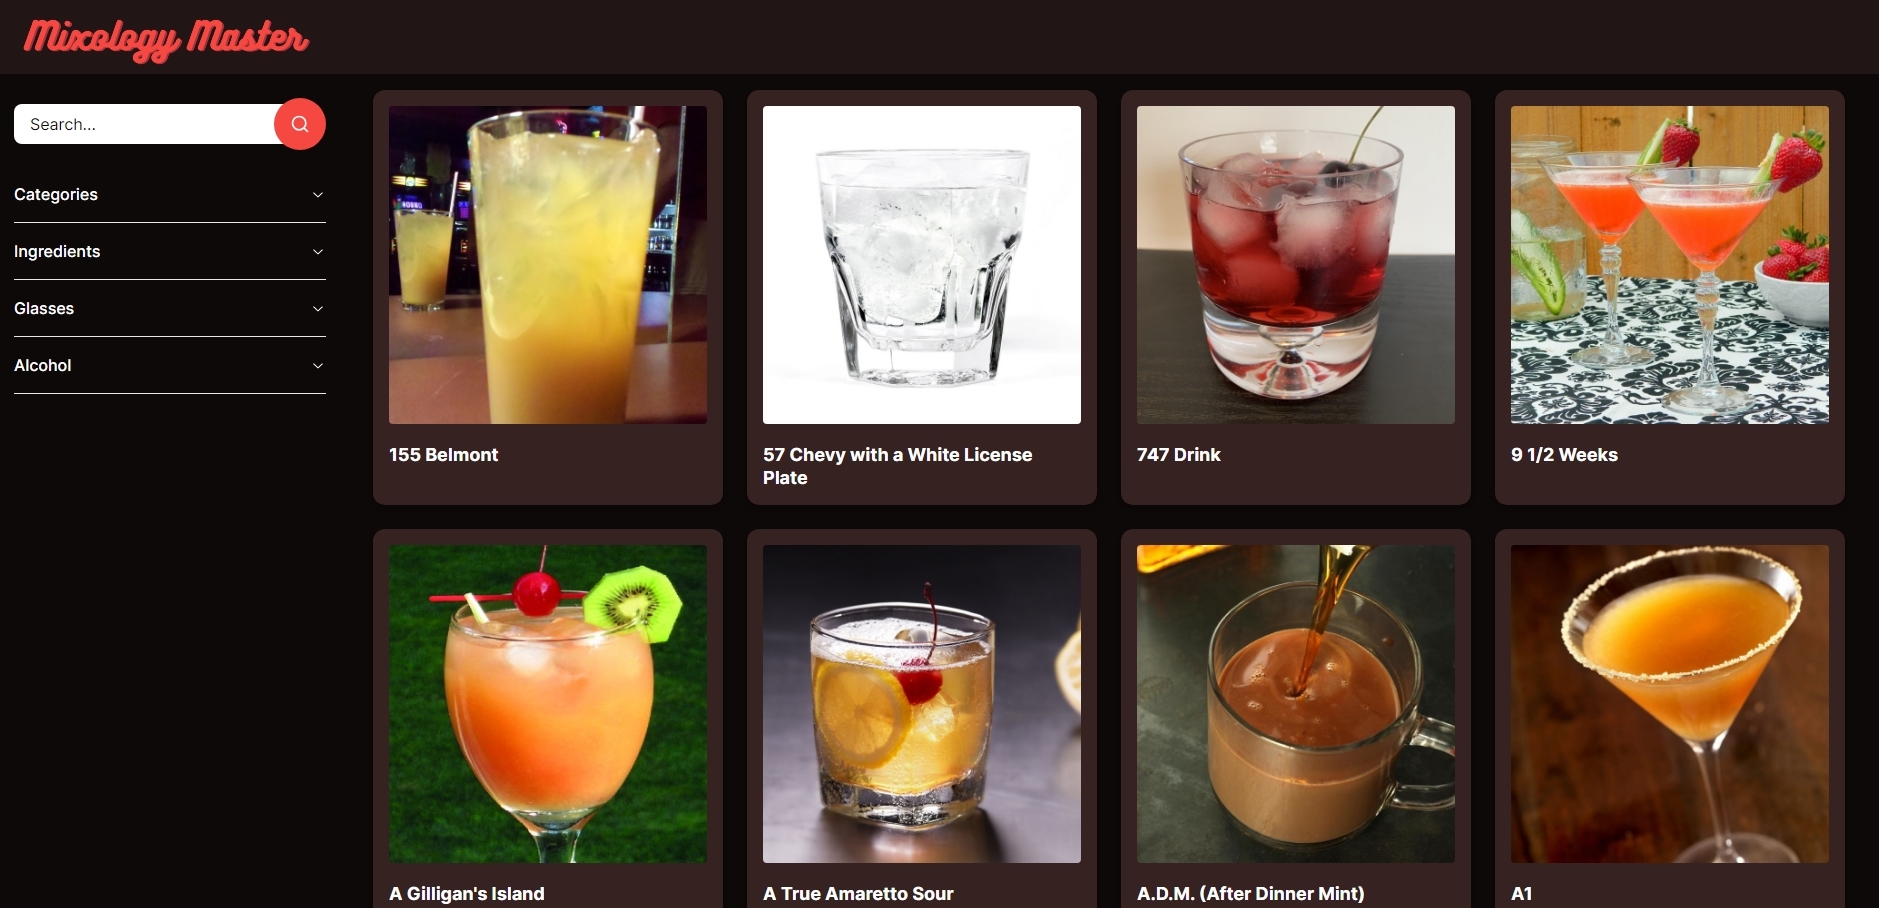 Mixology Master
Search...
Categories
Ingredients
Glasses
Alcohol
155 Belmont
57 Chevy with a White License
Plate
747 Drink
9 1/2 Weeks
A Gilligan's Island
A True Amaretto Sour
A.D.M. (After Dinner Mint)
A1